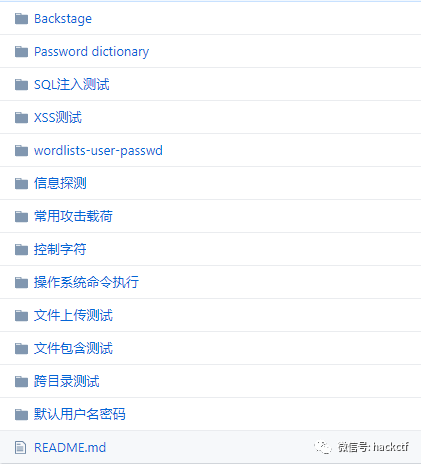 Backstage
Password dictionary
SQL注入测试
XSS测试
wordlists-user-passwd
信息探测
常用攻击载荷
控制字符
操作系统命令执行
文件上传测试
文件包含测试
跨目录测试
默认用户名密码
README.md
微信号: hackctf